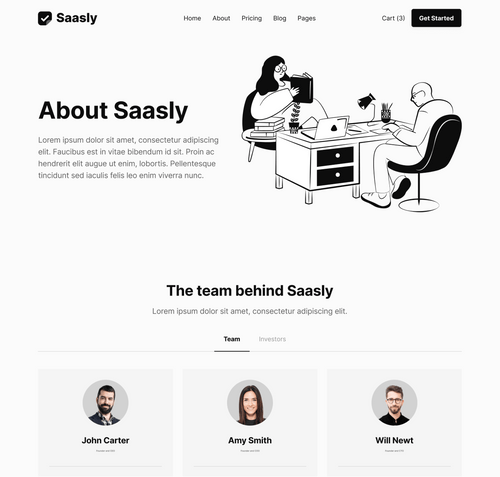 Saasly
Home About Pricing Blog Pages
Cart (3) Get Started
About Saasly
Lorem ipsum dolor sit amet, consectetur adipiscing
elit. Faucibus est in vitae bibendum id sit. Proin ac
hendrerit elit augue ut enim, lobortis. Pellentesque
tincidunt sed iaculis felis leo enim viverra nunc.
The team behind Saasly
Lorem ipsum dolor sit amet, consectetur adipiscing elit.
Team Investors
John Carter
Amy Smith
Will Newt